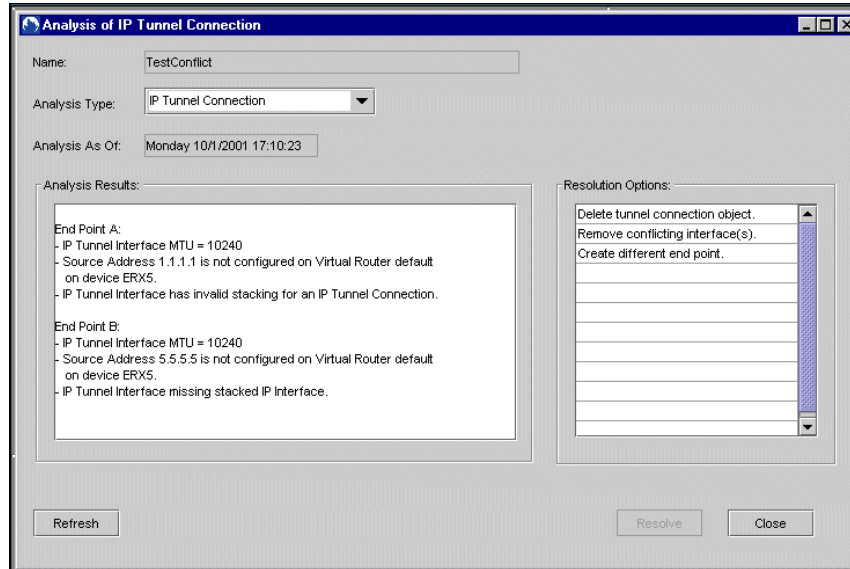 Analysis of IP Tunnel Connection
Name: TestConflict
Analysis Type: IP Tunnel Connection
Analysis As Of: Monday 10/1/2001 17:10:23
Analysis Results:
End Point A:
- IP Tunnel Interface MTU = 10240
- Source Address 1.1.1.1 is not configured on Virtual Router default
on device ERX5.
- IP Tunnel Interface has invalid stacking for an IP Tunnel Connection.
End Point B:
- IP Tunnel Interface MTU = 10240
- Source Address 5.5.5.5 is not configured on Virtual Router default
on device ERX5.
- IP Tunnel Interface missing stacked IP Interface.
Resolution Options:
Delete tunnel connection object.
Remove conflicting interface(s).
Create different end point.
Refresh
Resolve
Close